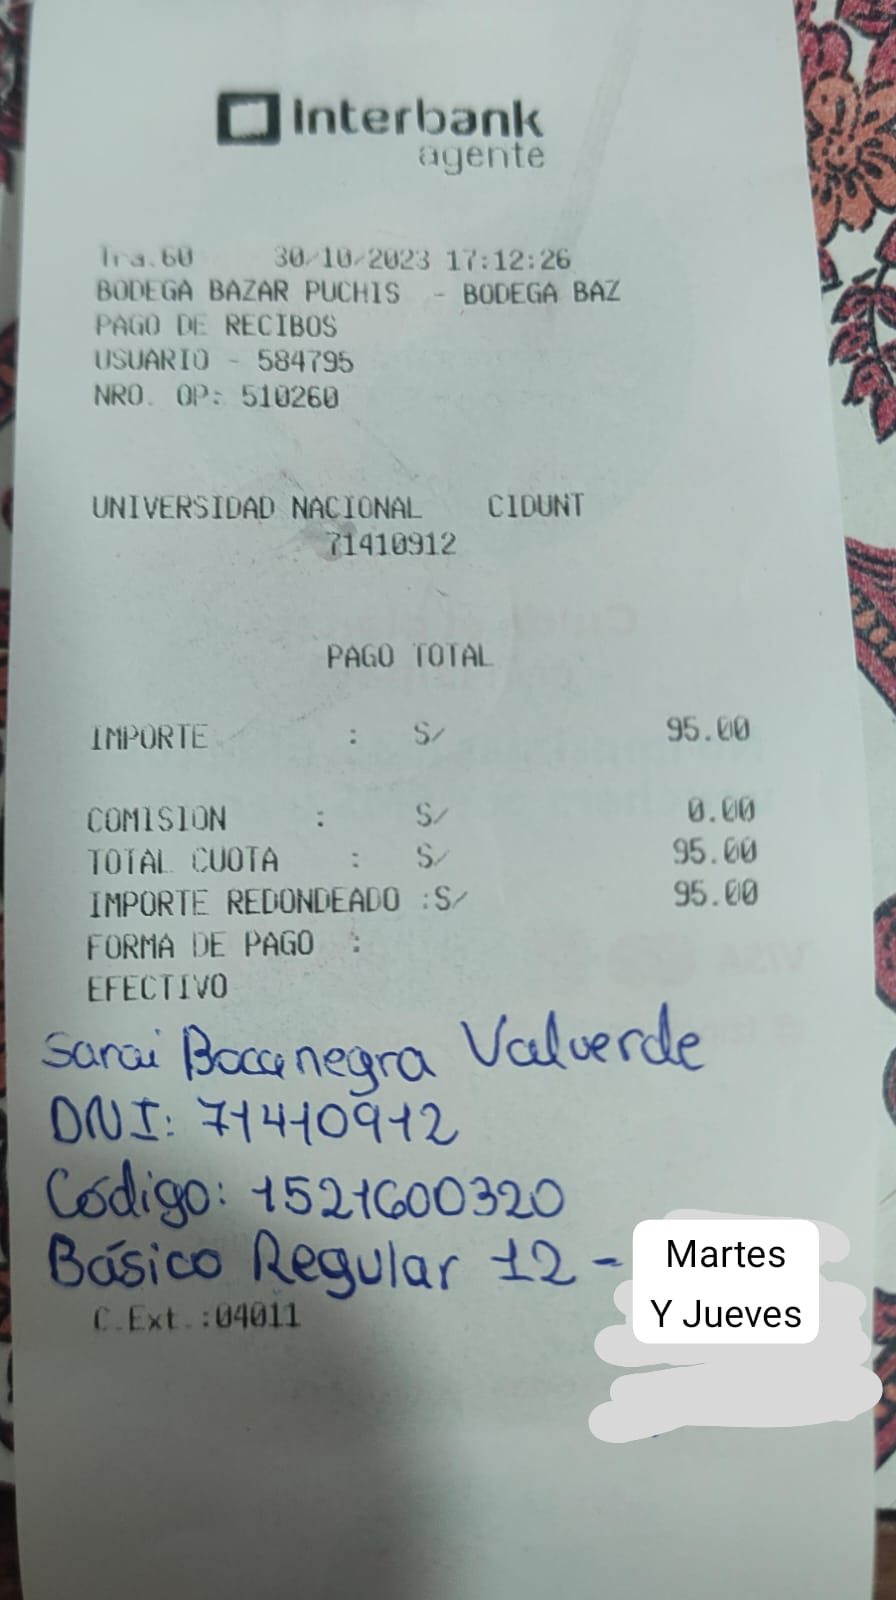 Interbank
agente
Tra.60 30/10/2023 17:12:26
BODEGA BAZAR PUCHIS - BODEGA BAZ
PAGO DE RECIBOS
USUARIO - 584795
NRO. OP: 510260
UNIVERSIDAD NACIONAL CIDUNT
71410912
PAGO TOTAL
IMPORTE : S/ 95.00
COMISION : S/ 0.00
TOTAL CUOTA : S/ 95.00
IMPORTE REDONDEADO :S/ 95.00
FORMA DE PAGO :
EFECTIVO
Sarai Bocanegra Valverde
DNI: 71410912
Código: 1521600320
Básico Regular 12 - Martes
Y Jueves
C.Ext.:04011